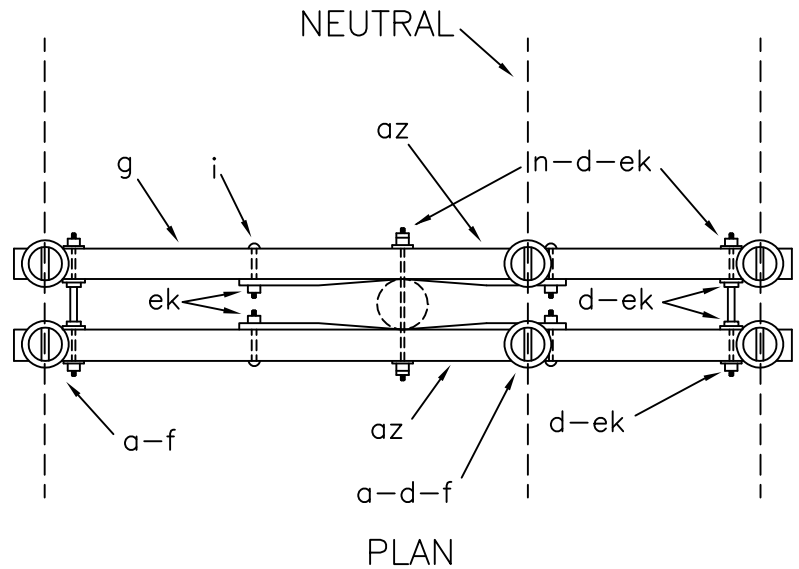 NEUTRAL
az
g
i
n-d-ek
ek
d-ek
az
d-ek
a-f
a-d-f
PLAN